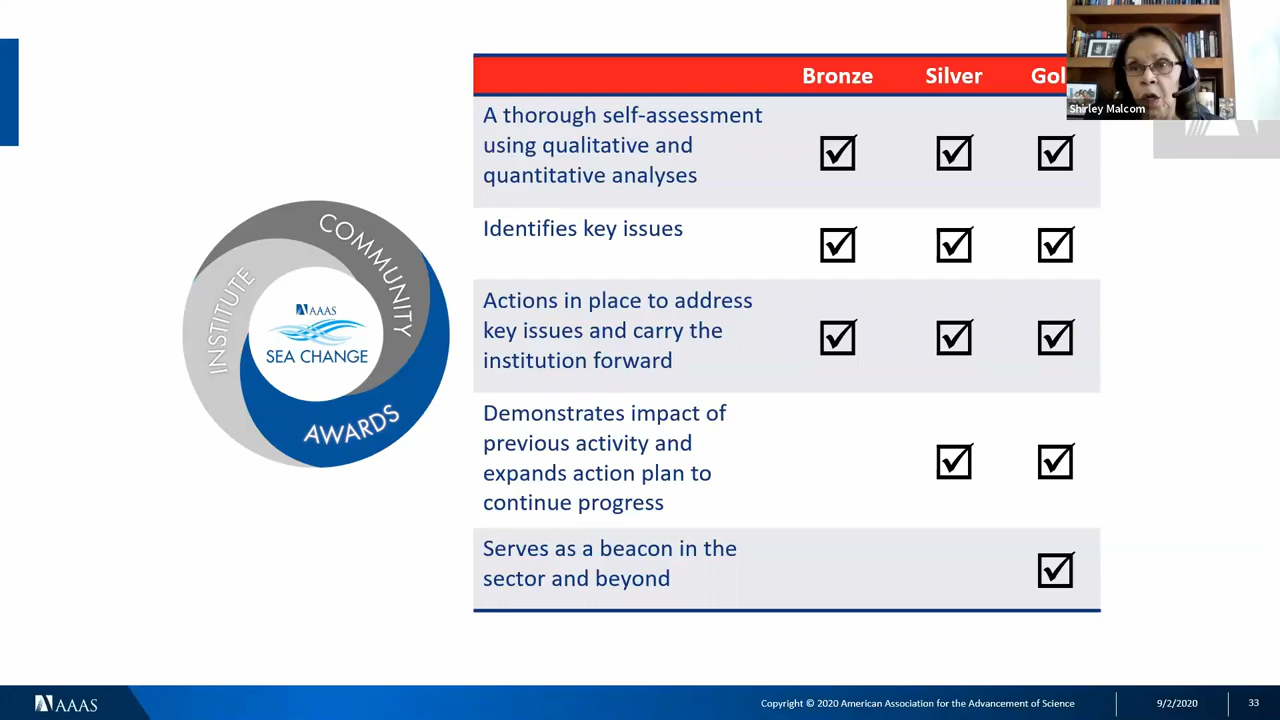 Bronze Silver Gol
Shirley Malcom
A thorough self-assessment
using qualitative and
quantitative analyses
Identifies key issues
Actions in place to address
key issues and carry the
institution forward
Demonstrates impact of
previous activity and
expands action plan to
continue progress
Serves as a beacon in the
sector and beyond
COMMUNITY
INSTITUTE
AAAS
SEA CHANGE
AWARDS
AAAS
Copyright © 2020 American Association for the Advancement of Science
9/2/2020
33